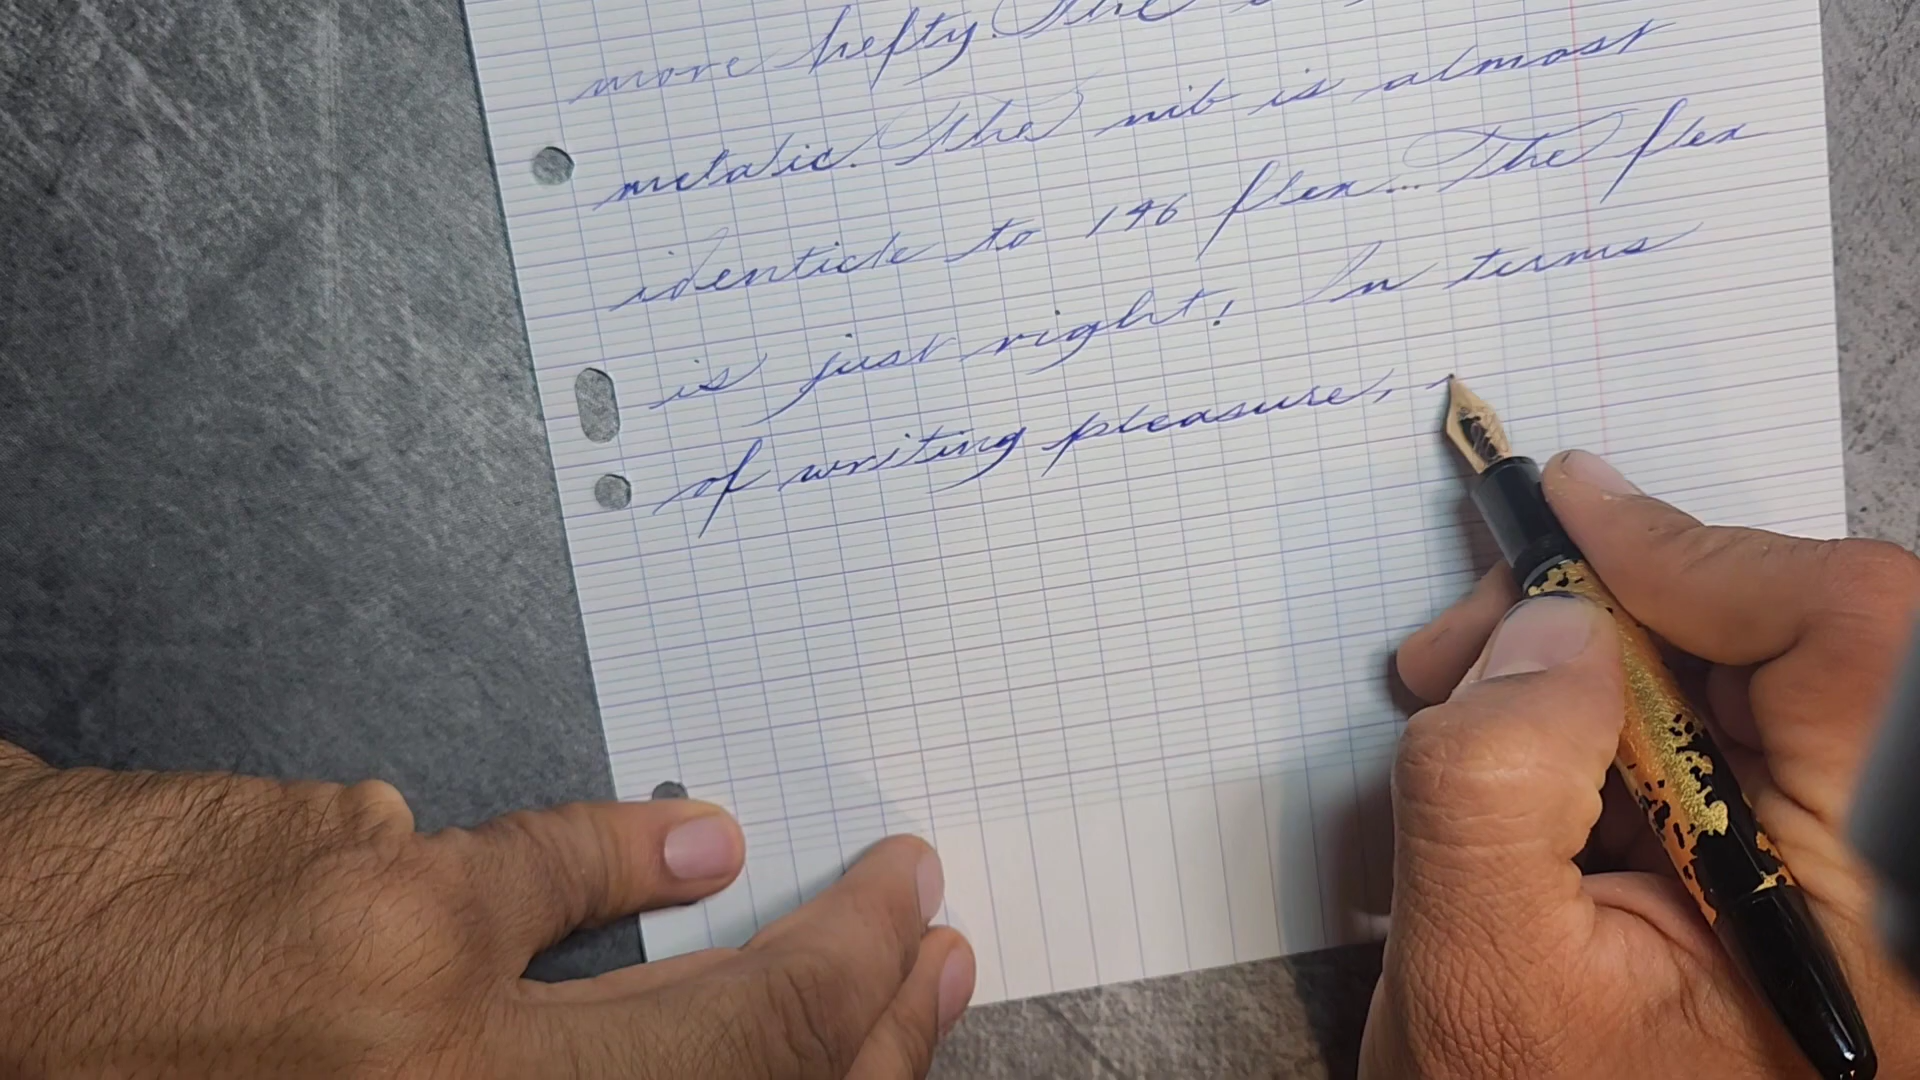 more hefty. The
metalic. The nib is almost
identicle to 146 flex... The flex
is just right! In terms
of writing pleasure,